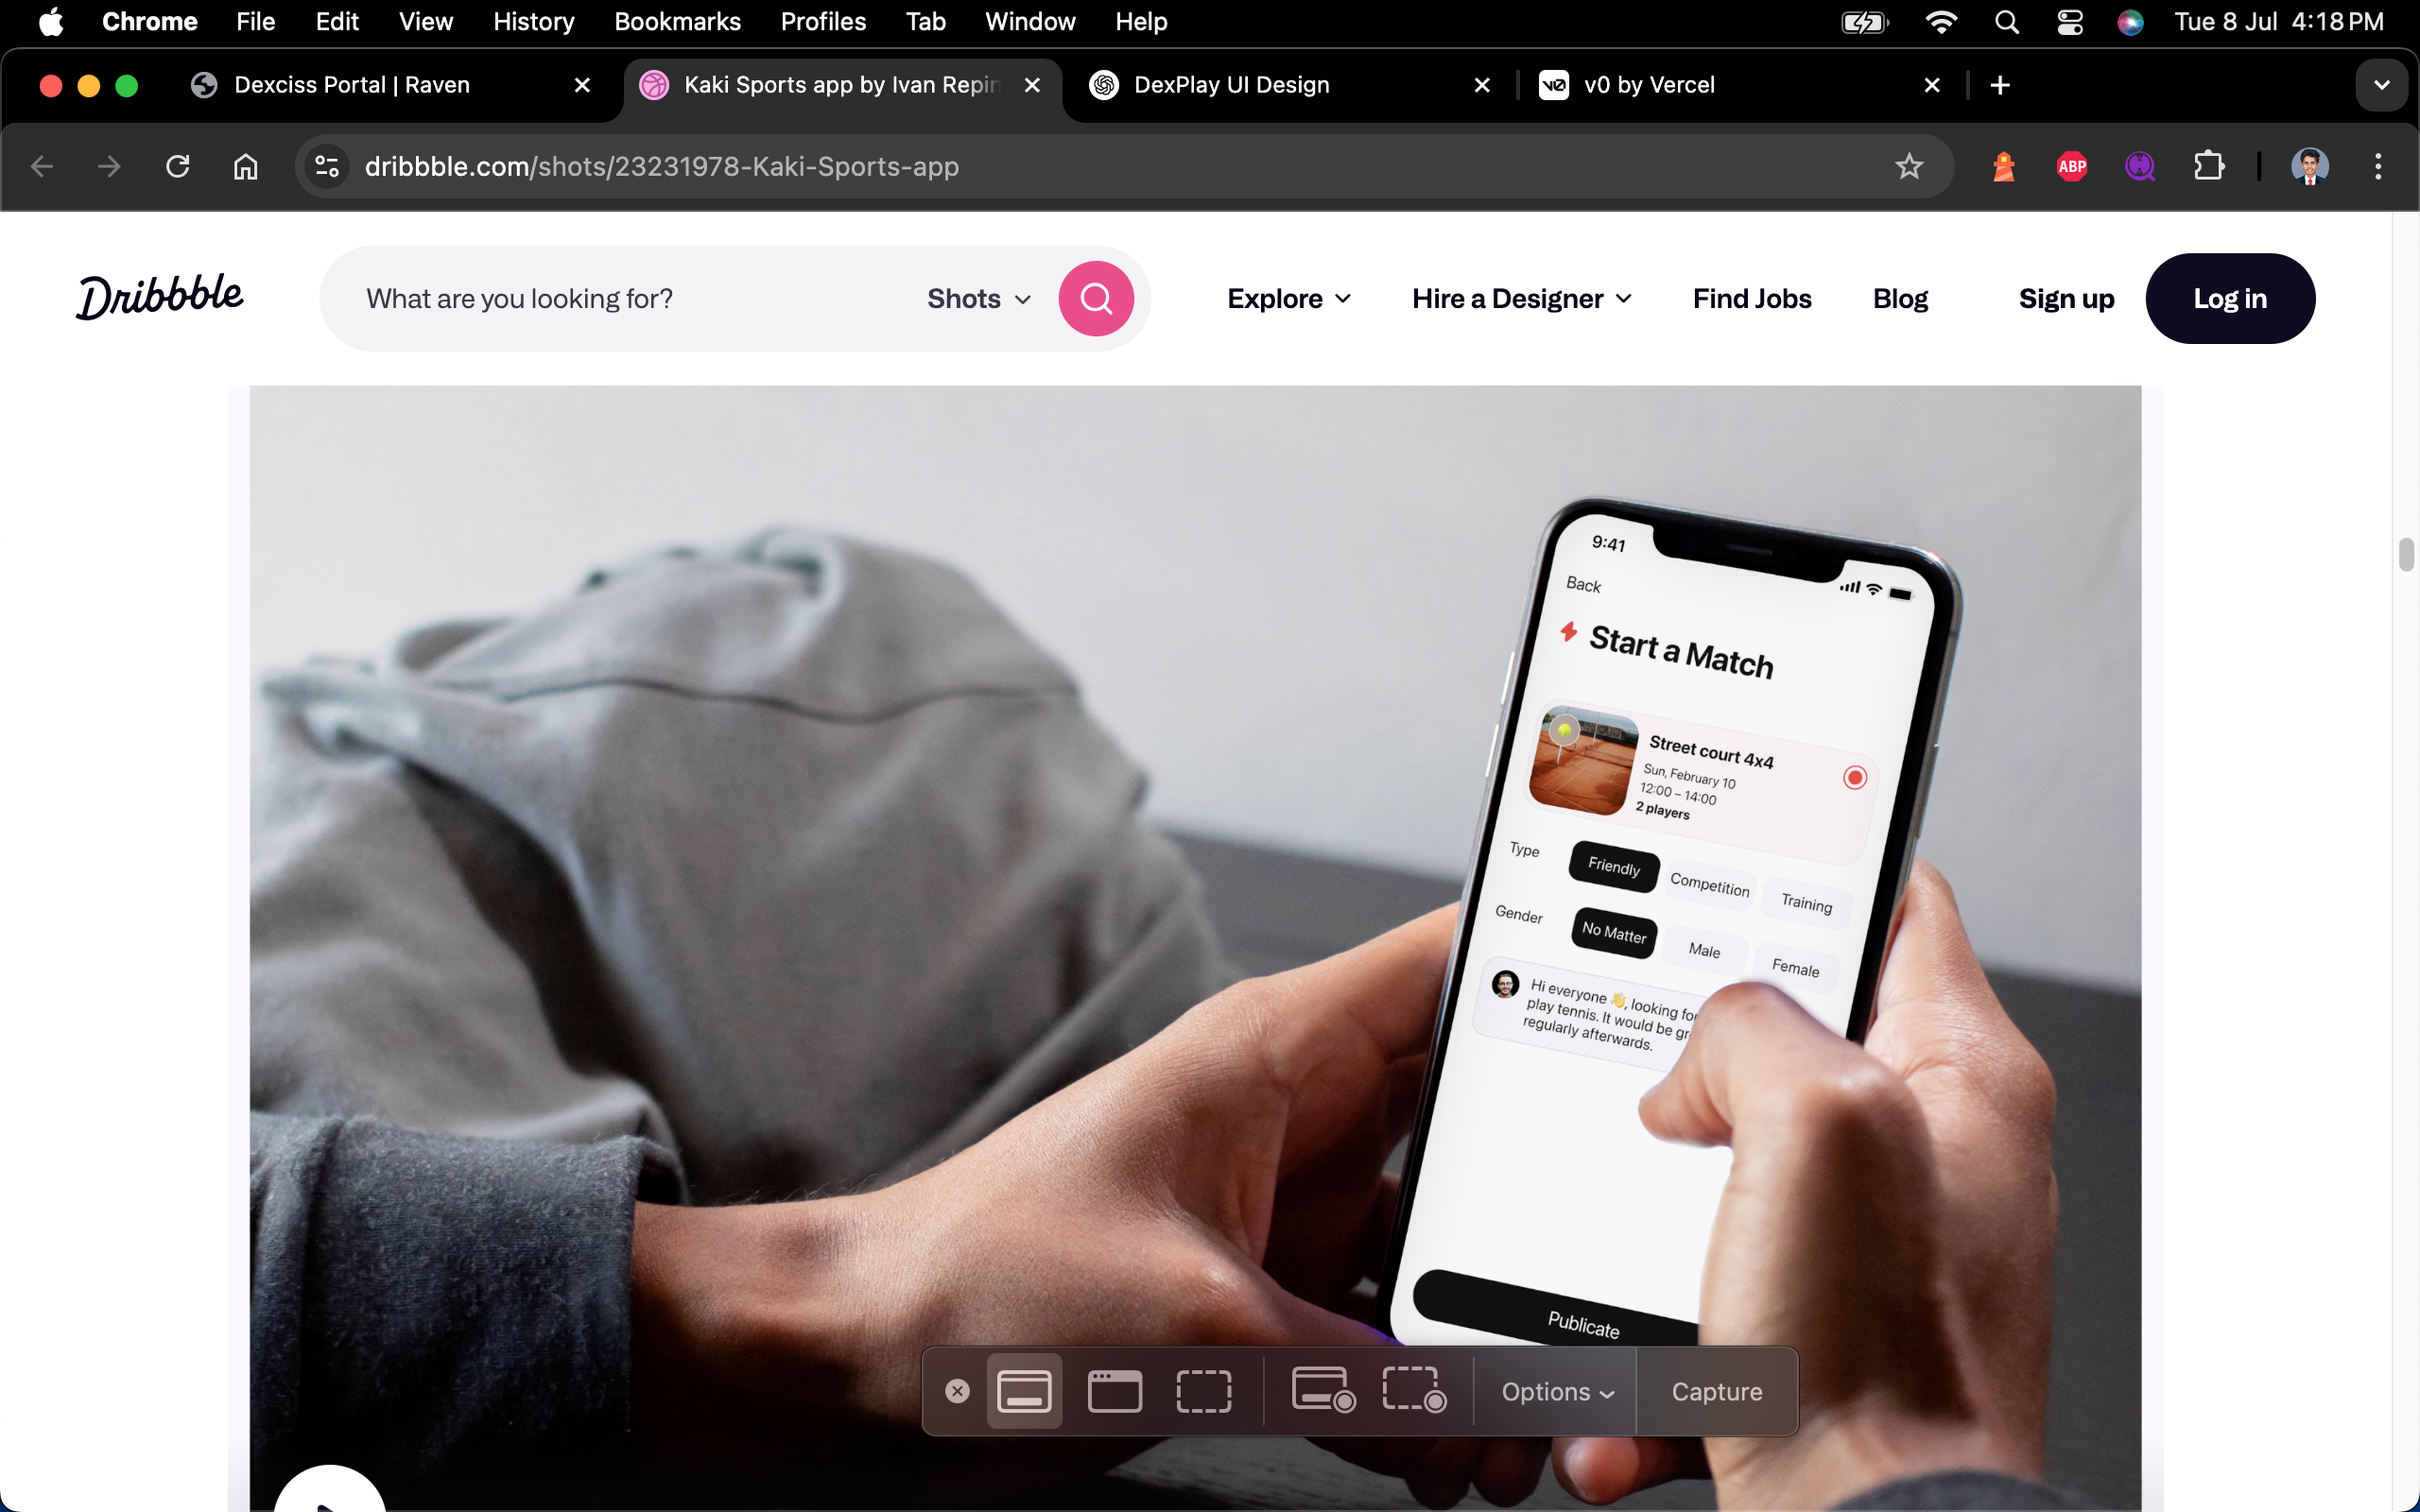 Chrome File Edit View History Bookmarks Profiles Tab Window Help Tue 8 Jul 4:18 PM
Dexciss Portal | Raven Kaki Sports app by Ivan Repin DexPlay UI Design v0 by Vercel
dribbble.com/shots/23231978-Kaki-Sports-app ABP
Dribbble What are you looking for? Shots Explore Hire a Designer Find Jobs Blog Sign up Log in
9:41
Back
Start a Match
Street court 4x4
Sun, February 10
12:00 – 14:00
2 players
Type Friendly Competition Training
Gender No Matter Male Female
Hi everyone 👋, looking for
play tennis. It would be
regularly afterwards.
Publicate
Options Capture